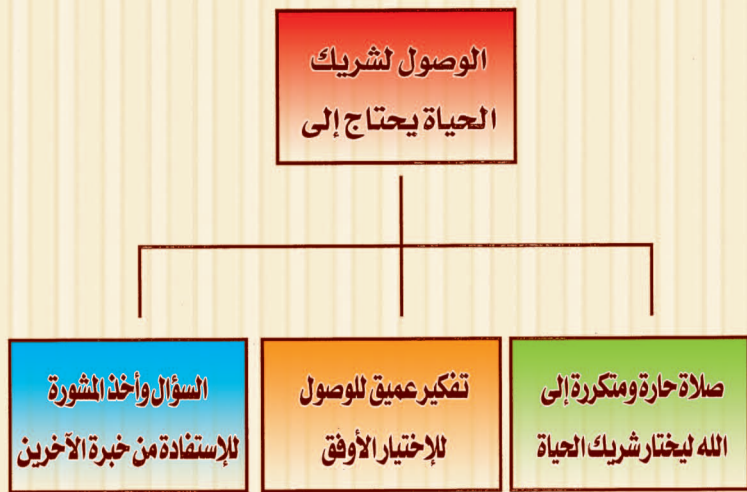 الوصول لشريك
الحياة يحتاج إلى
صلاة حارة ومتكررة إلى
الله ليختار شريك الحياة
تفكير عميق للوصول
للإختيار الأوفق
السؤال وأخذ المشورة
للإستفادة من خبرة الآخرين